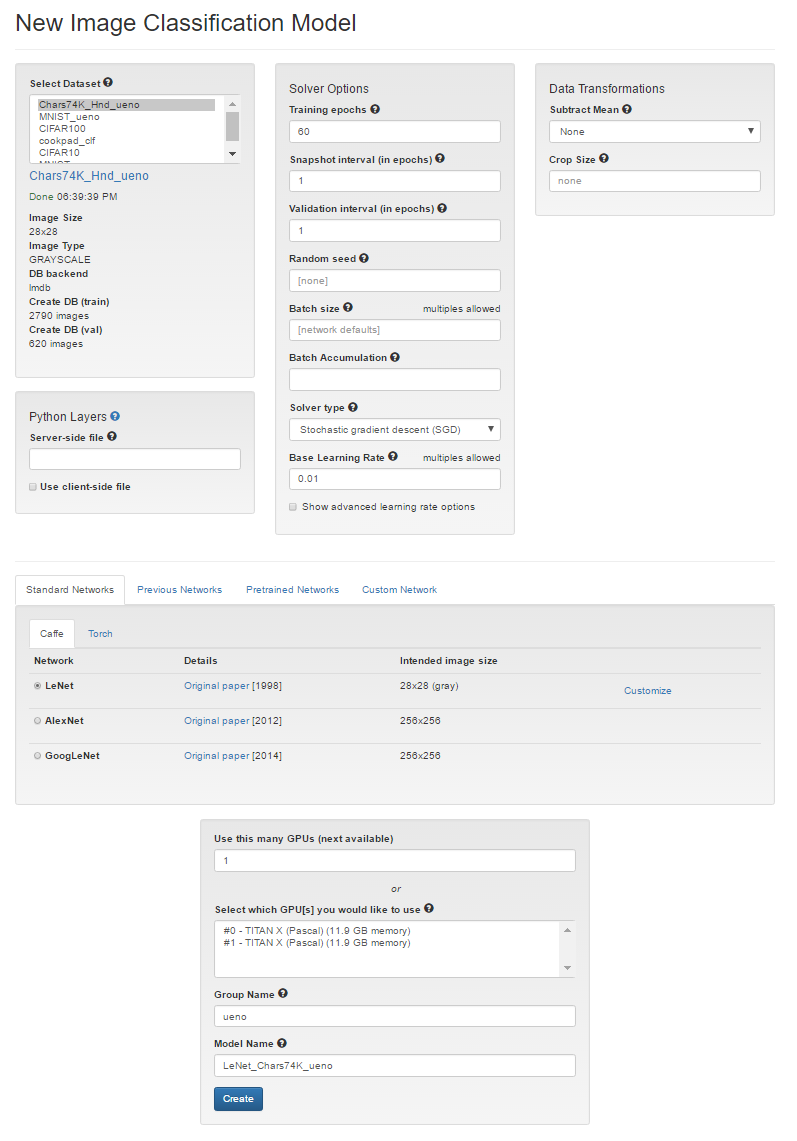 New Image Classification Model
Select Dataset
Chars74K_Hnd_ueno
MNIST_ueno
CIFAR100
cookpad_clf
CIFAR10
Chars74K_Hnd_ueno
Done 06:39:39 PM
Image Size
28x28
Image Type
GRAYSCALE
DB backend
lmdb
Create DB (train)
2790 images
Create DB (val)
620 images
Python Layers
Server-side file
Use client-side file
Solver Options
Training epochs
60
Snapshot interval (in epochs)
1
Validation interval (in epochs)
1
Random seed
[none]
Batch size multiples allowed
[network defaults]
Batch Accumulation
Solver type
Stochastic gradient descent (SGD)
Base Learning Rate multiples allowed
0.01
Show advanced learning rate options
Data Transformations
Subtract Mean
None
Crop Size
none
Standard Networks Previous Networks Pretrained Networks Custom Network
Caffe Torch
Network Details Intended image size
LeNet Original paper [1998] 28x28 (gray) Customize
AlexNet Original paper [2012] 256x256
GoogLeNet Original paper [2014] 256x256
Use this many GPUs (next available)
1
or
Select which GPU[s] you would like to use
#0 - TITAN X (Pascal) (11.9 GB memory)
#1 - TITAN X (Pascal) (11.9 GB memory)
Group Name
ueno
Model Name
LeNet_Chars74K_ueno
Create